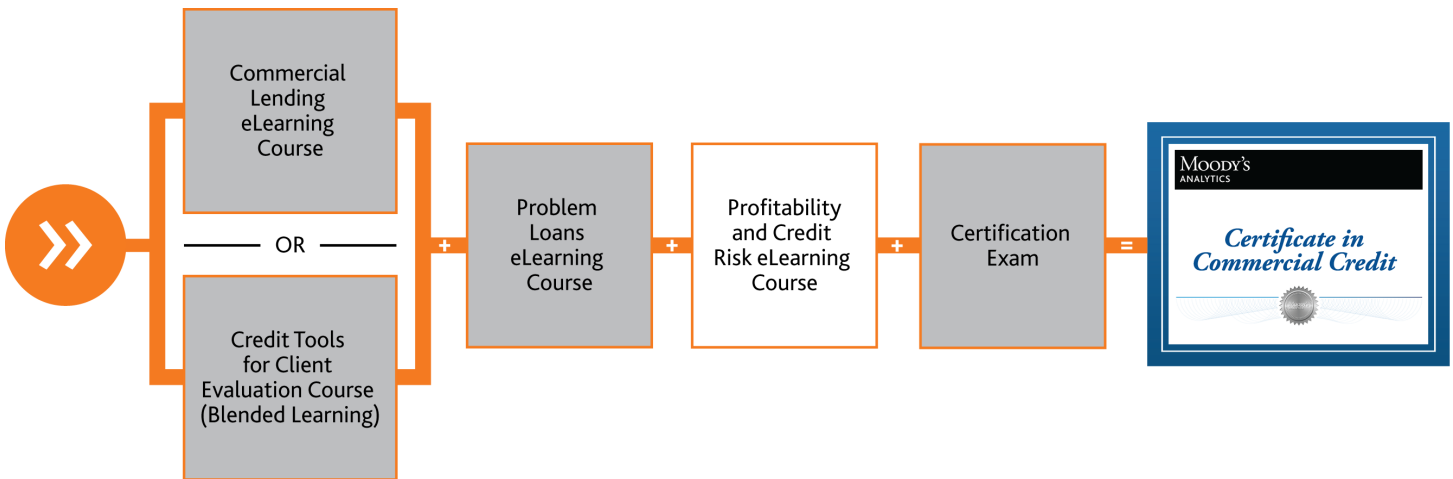 Commercial
Lending
eLearning
Course
OR
Credit Tools
for Client
Evaluation Course
(Blended Learning)
+
Problem
Loans
eLearning
Course
+
Profitability
and Credit
Risk eLearning
Course
+
Certification
Exam
=
MOODY'S
ANALYTICS
Certificate in
Commercial Credit